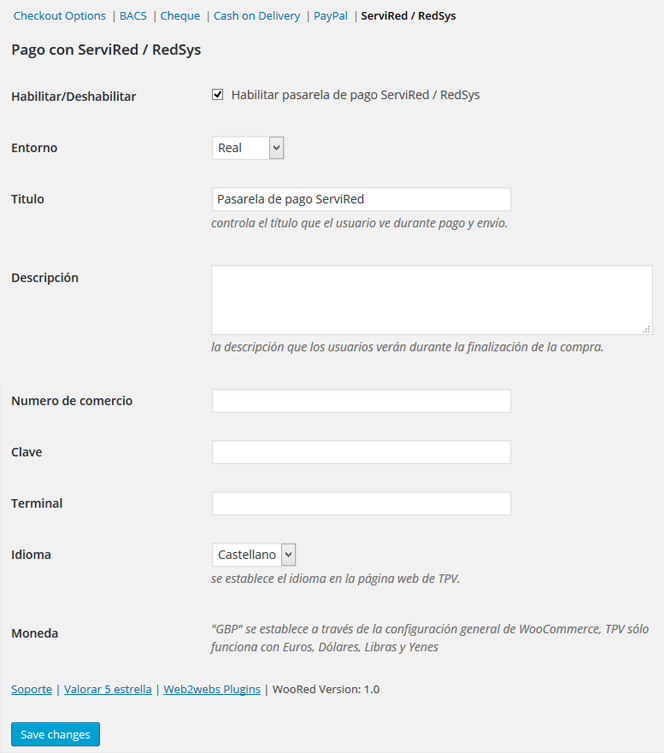 Checkout Options | BACS | Cheque | Cash on Delivery | PayPal | ServiRed / RedSys
Pago con ServiRed / RedSys
Habilitar/Deshabilitar Habilitar pasarela de pago ServiRed / RedSys
Entorno Real
Titulo Pasarela de pago ServiRed
controla el título que el usuario ve durante pago y envío.
Descripción
la descripción que los usuarios verán durante la finalización de la compra.
Numero de comercio
Clave
Terminal
Idioma Castellano
se establece el idioma en la página web de TPV.
Moneda "GBP" se establece a través de la configuración general de WooCommerce, TPV sólo
funciona con Euros, Dólares, Libras y Yenes
Soporte | Valorar 5 estrella | Web2webs Plugins | WooRed Version: 1.0
Save changes